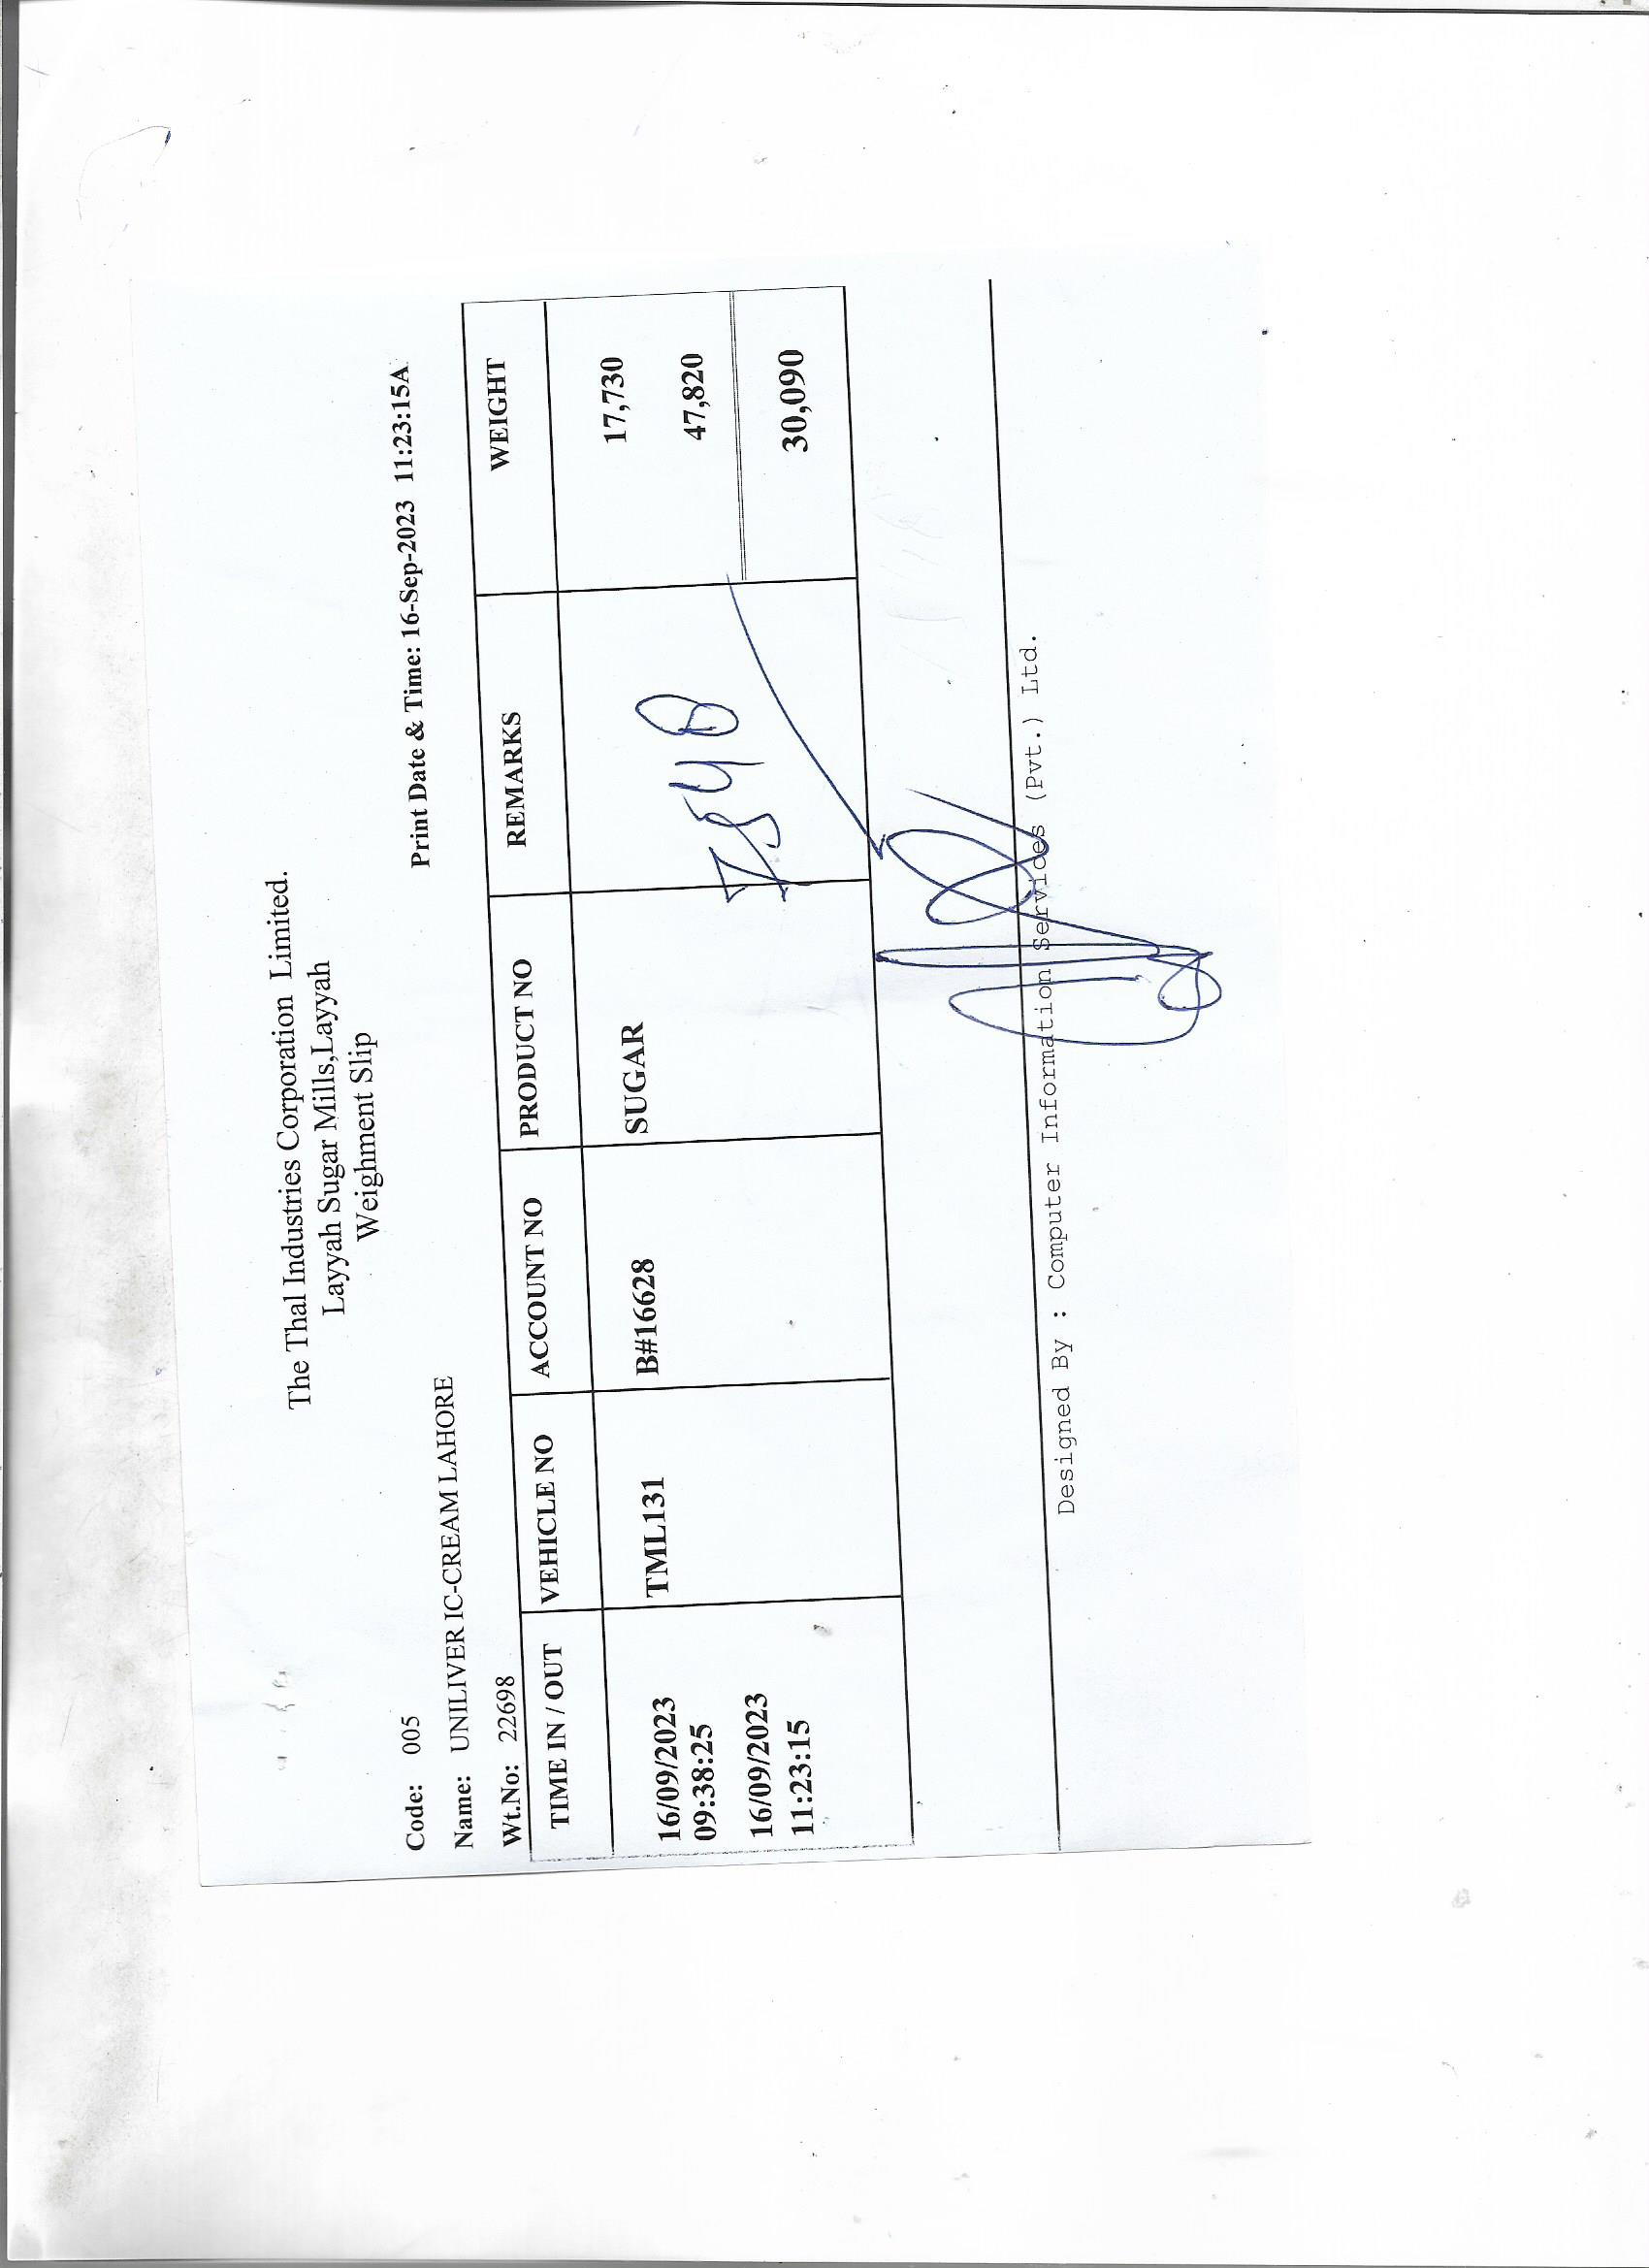 The Thal Industries Corporation Limited.
Layyah Sugar Mills,Layyah
Weighment Slip
Code: 005
Print Date & Time: 16-Sep-2023 11:23:15A
Name: UNILIVER IC-CREAM LAHORE
Wt.No: 22698
TIME IN / OUT VEHICLE NO ACCOUNT NO PRODUCT NO REMARKS WEIGHT
16/09/2023 TML131 B#16628 SUGAR 17,730
09:38:25
16/09/2023 47,820
11:23:15
30,090
Designed By : Computer Information Services (Pvt.) Ltd.